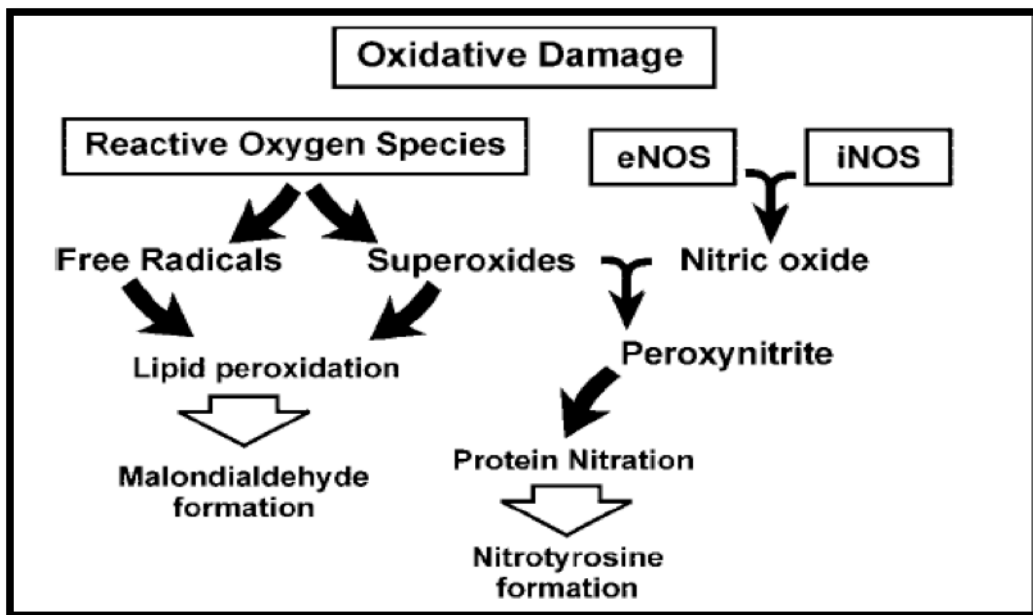 Oxidative Damage
Reactive Oxygen Species
eNOS
iNOS
Free Radicals
Superoxides
Nitric oxide
Lipid peroxidation
Peroxynitrite
Malondialdehyde
formation
Protein Nitration
Nitrotyrosine
formation